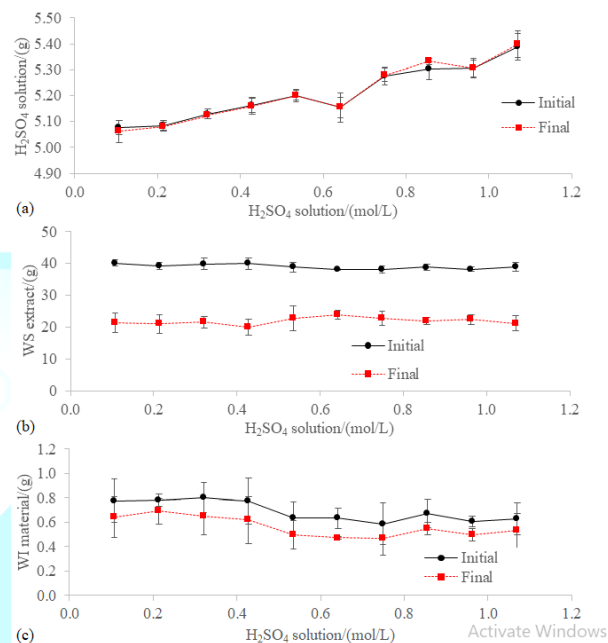 5.50
5.40
5.30
5.20
5.10
5.00
4.90
H₂SO₄ solution/(g)
0.0 0.2 0.4 0.6 0.8 1.0 1.2
Initial
Final
(a)
H₂SO₄ solution/(mol/L)
50
40
30
20
10
0
WS extract/(g)
0.0 0.2 0.4 0.6 0.8 1.0 1.2
Initial
Final
(b)
H₂SO₄ solution/(mol/L)
1.2
1.0
0.8
0.6
0.4
0.2
0.0
WI material/(g)
0.0 0.2 0.4 0.6 0.8 1.0 1.2
Initial
Final
(c)
H₂SO₄ solution/(mol/L)
Activate Windows